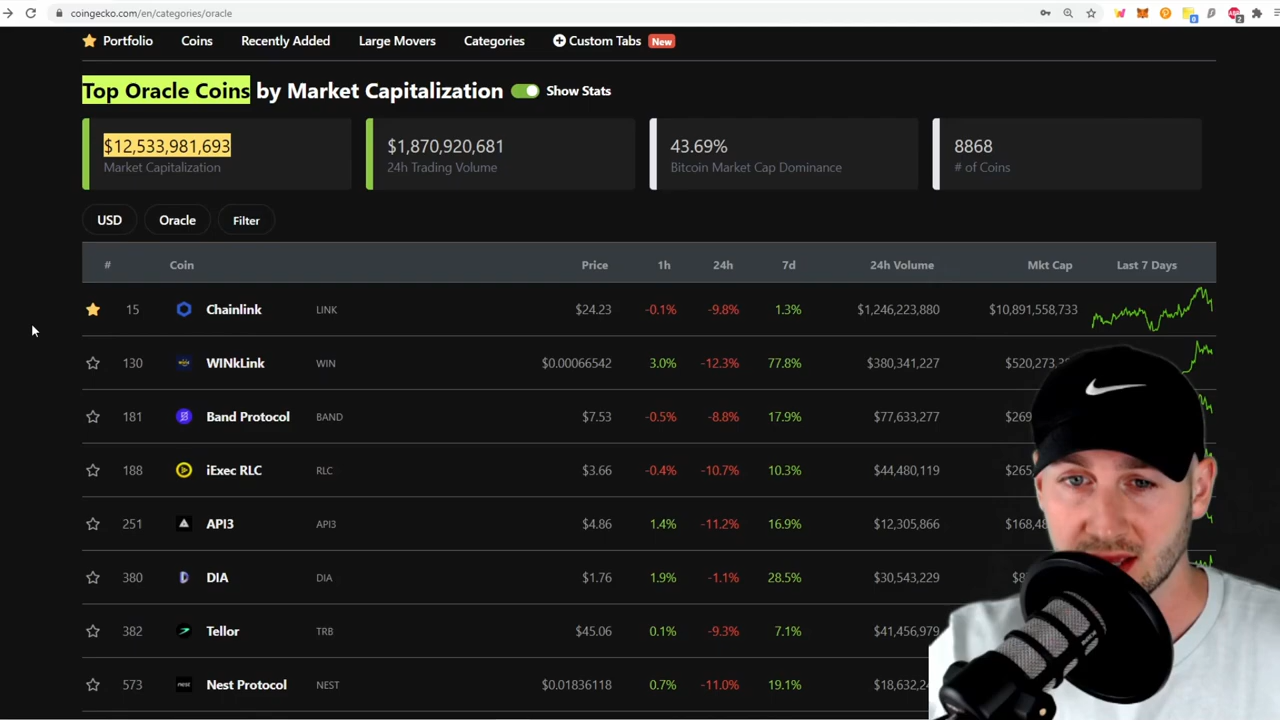 coingecko.com/en/categories/oracle
Portfolio Coins Recently Added Large Movers Categories Custom Tabs New
Top Oracle Coins by Market Capitalization Show Stats
$12,533,981,693 $1,870,920,681 43.69% 8868
Market Capitalization 24h Trading Volume Bitcoin Market Cap Dominance # of Coins
USD Oracle Filter
# Coin Price 1h 24h 7d 24h Volume Mkt Cap Last 7 Days
15 Chainlink LINK $24.23 -0.1% -9.8% 1.3% $1,246,223,880 $10,891,558,733
130 WINkLink WIN $0.00066542 3.0% -12.3% 77.8% $380,341,227
181 Band Protocol BAND $7.53 -0.5% -8.8% 17.9% $77,633,277
188 iExec RLC RLC $3.66 -0.4% -10.7% 10.3% $44,480,119
251 API3 API3 $4.86 1.4% -11.2% 16.9% $12,305,866
380 DIA DIA $1.76 1.9% -1.1% 28.5% $30,543,229
382 Tellor TRB $45.06 0.1% -9.3% 7.1% $41,456,979
573 Nest Protocol NEST $0.01836118 0.7% -11.0% 19.1%